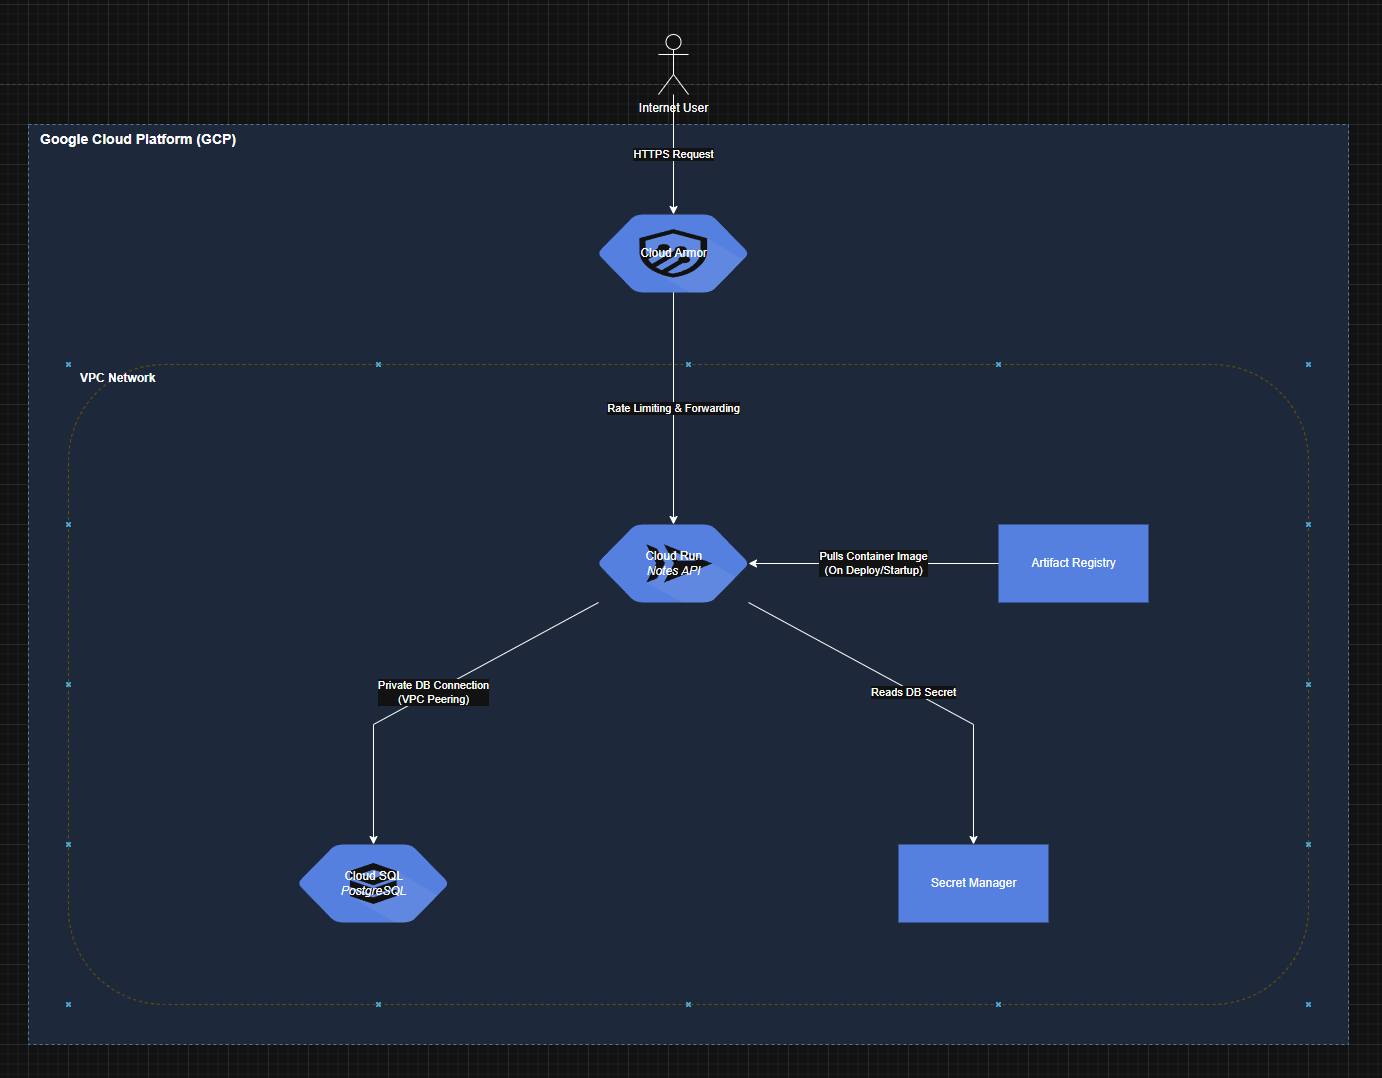 Internet User
Google Cloud Platform (GCP)
HTTPS Request
Cloud Armor
VPC Network
Rate Limiting & Forwarding
Cloud Run
Notes API
Pulls Container Image
(On Deploy/Startup)
Artifact Registry
Private DB Connection
(VPC Peering)
Reads DB Secret
Cloud SQL
PostgreSQL
Secret Manager